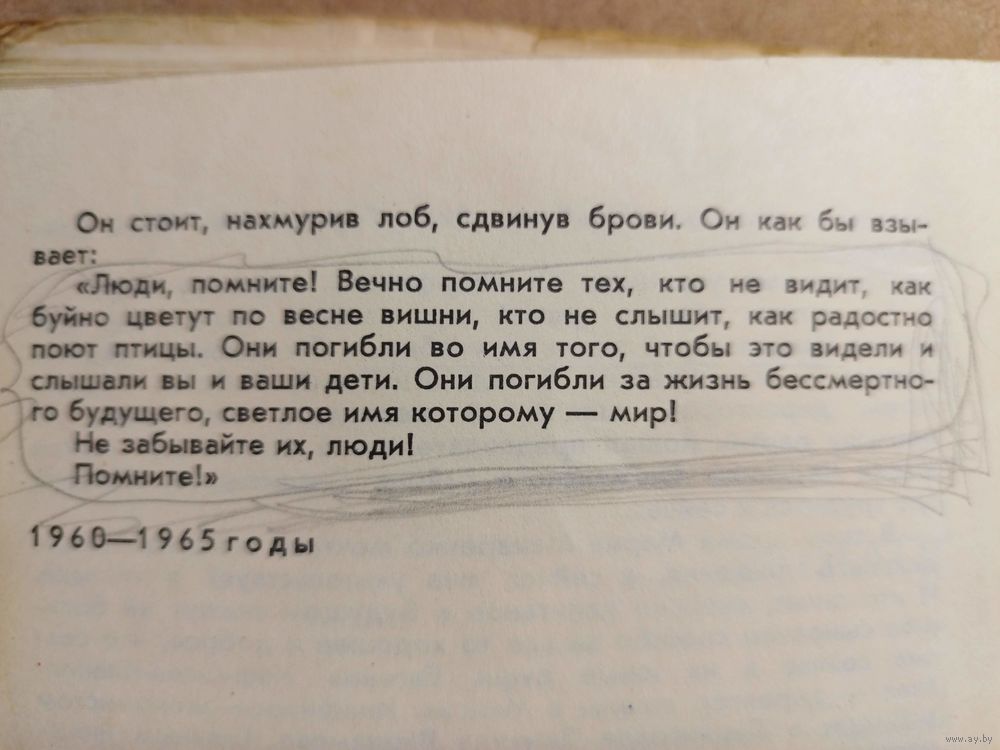 Он стоит, нахмурив лоб, сдвинув брови. Он как бы взы-
вает:
«Люди, помните! Вечно помните тех, кто не видит, как
буйно цветут по весне вишни, кто не слышит, как радостно
поют птицы. Они погибли во имя того, чтобы это видели и
слышали вы и ваши дети. Они погибли за жизнь бессмертно-
го будущего, светлое имя которому — мир!
Не забывайте их, люди!
Помните!»
1960—1965 годы
www.ay.by